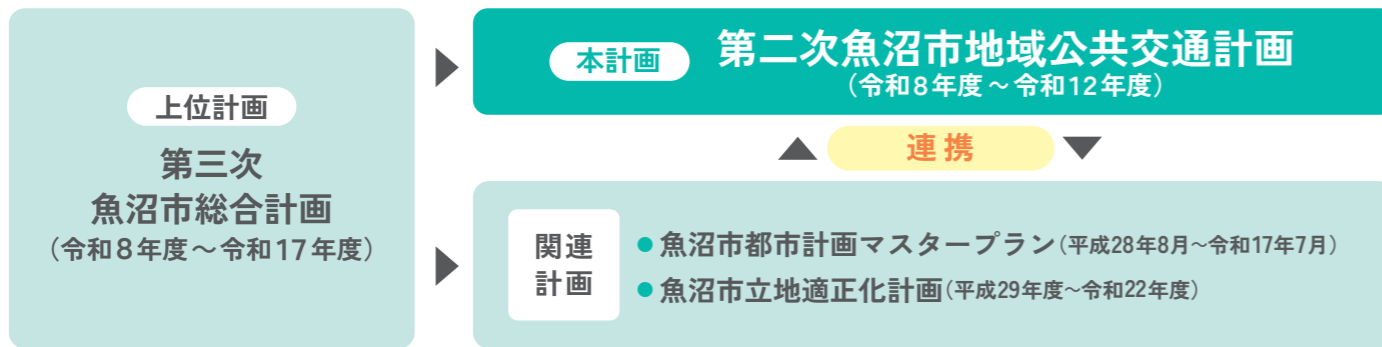 上位計画
第三次
魚沼市総合計画
（令和8年度～令和17年度）
本計画 第二次魚沼市地域公共交通計画
（令和8年度～令和12年度）
連携
関連
計画
魚沼市都市計画マスタープラン（平成28年8月～令和17年7月）
魚沼市立地適正化計画（平成29年度～令和22年度）